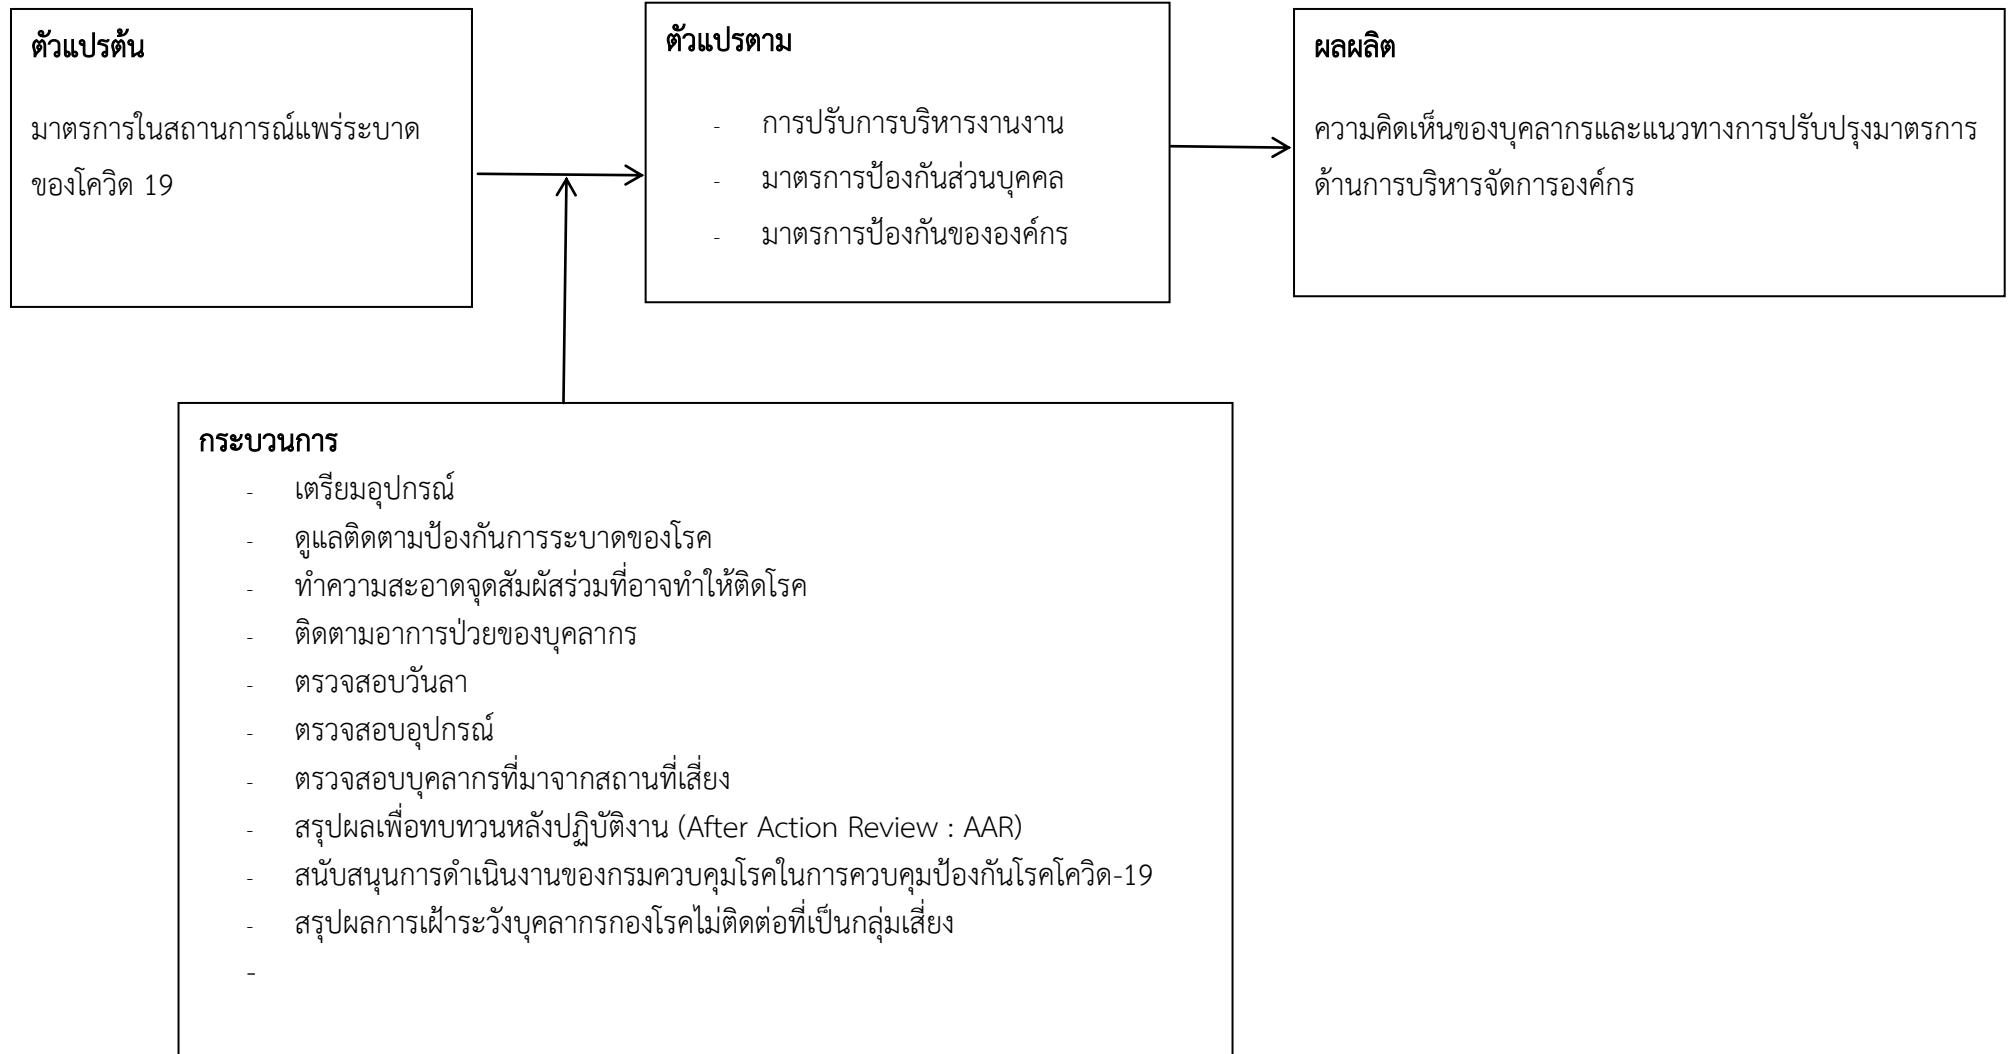 ตัวแปรต้น
มาตรการในสถานการณ์แพร่ระบาด
ของโควิด 19
ตัวแปรตาม
- การปรับการบริหารงานงาน
- มาตรการป้องกันส่วนบุคคล
- มาตรการป้องกันขององค์กร
ผลผลิต
ความคิดเห็นของบุคลากรและแนวทางการปรับปรุงมาตรการ
ด้านการบริหารจัดการองค์กร
กระบวนการ
- เตรียมอุปกรณ์
- ดูแลติดตามป้องกันการระบาดของโรค
- ทำความสะอาดจุดสัมผัสร่วมที่อาจทำให้ติดโรค
- ติดตามอาการป่วยของบุคลากร
- ตรวจสอบวันลา
- ตรวจสอบอุปกรณ์
- ตรวจสอบบุคลากรที่มาจากสถานที่เสี่ยง
- สรุปผลเพื่อทบทวนหลังปฏิบัติงาน (After Action Review : AAR)
- สนับสนุนการดำเนินงานของกรมควบคุมโรคในการควบคุมป้องกันโรคโควิด-19
- สรุปผลการเฝ้าระวังบุคลากรกองโรคไม่ติดต่อที่เป็นกลุ่มเสี่ยง
-